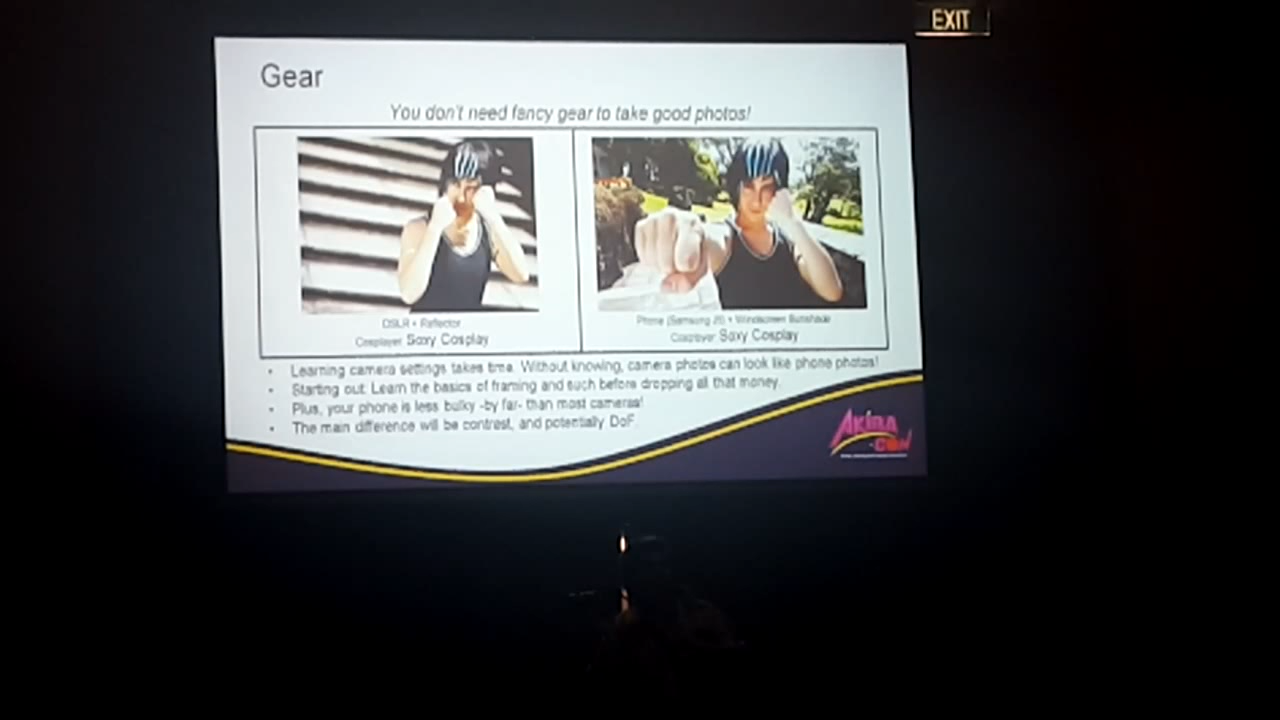 EXIT
Gear
You don't need fancy gear to take good photos!
DSLR + Reflector
Cosplayer Saxy Cosplay
Phone (Samsung J5) + Windscreen Sunshade
Cosplayer Saxy Cosplay
• Learning camera settings takes time. Without knowing, camera photos can look like phone photos!
• Starting out: Learn the basics of framing and such before dropping all that money.
• Plus, your phone is less bulky -by far- than most cameras!
• The main difference will be contrast, and potentially DoF.
AKIBA
-CON